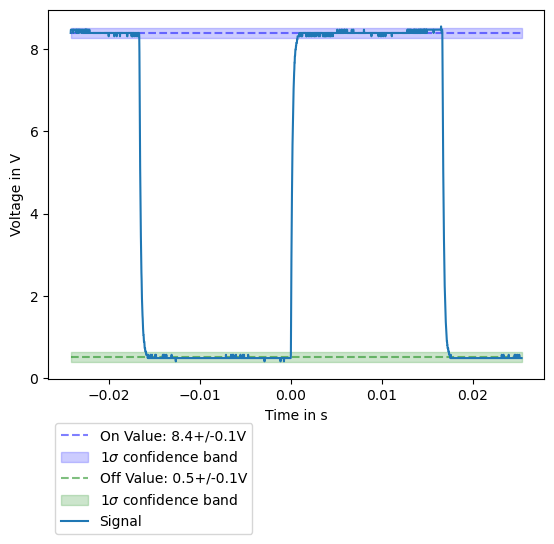 8
6
4
2
0
Voltage in V
−0.02
−0.01
0.00
0.01
0.02
Time in s
On Value: 8.4+/-0.1V
1σ confidence band
Off Value: 0.5+/-0.1V
1σ confidence band
Signal